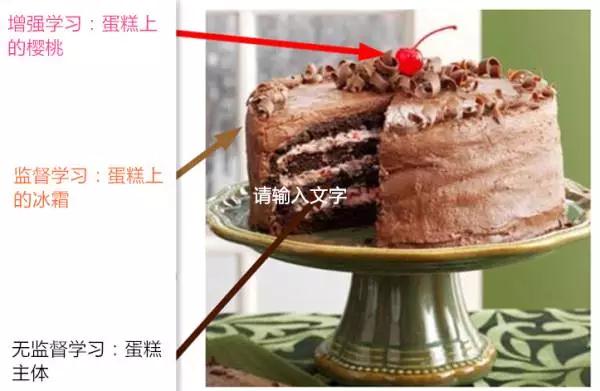 增强学习：蛋糕上
的樱桃
监督学习：蛋糕上
的冰霜
请输入文字
无监督学习：蛋糕
主体